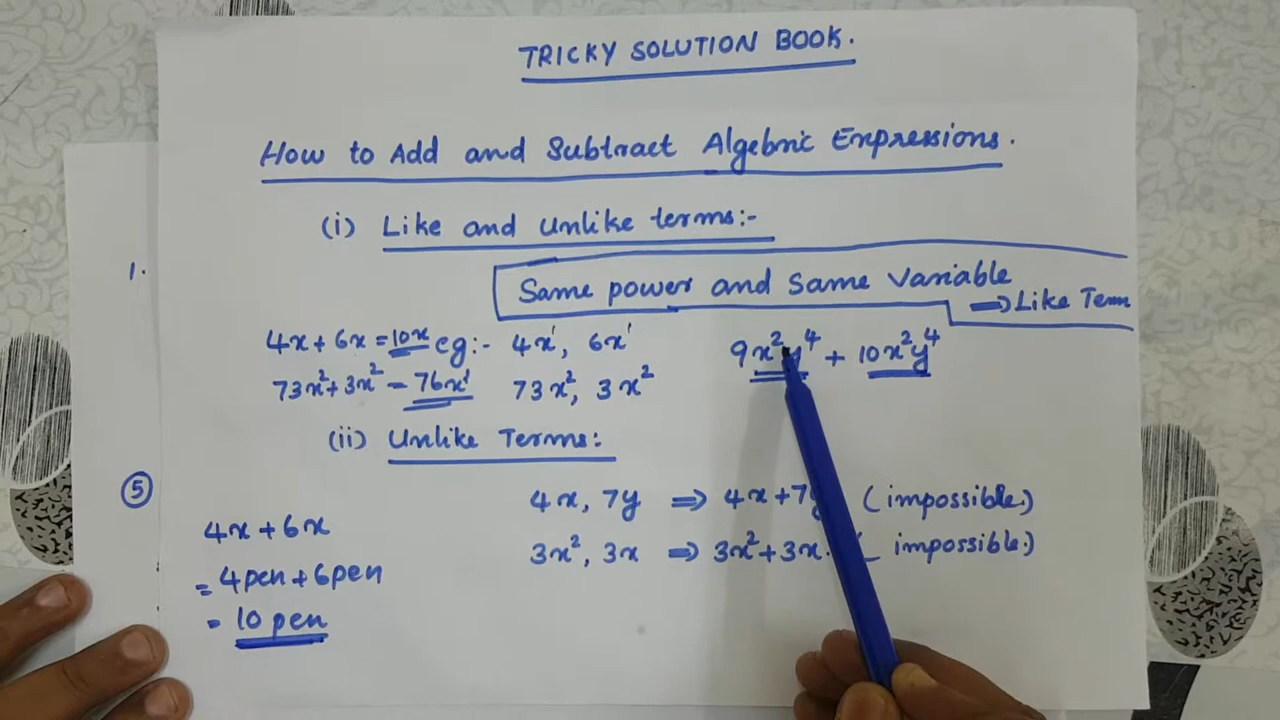 TRICKY SOLUTION BOOK.
How to Add and Subtract Algebric Expressions.
(i) Like and Unlike terms:-
1.
Same power and same variable
⇒ Like Term
4x + 6x = 10x eg:- 4x¹, 6x¹ 9x²y⁴ + 10x²y⁴
73x² + 3x² = 76x¹ 73x², 3x²
(ii) Unlike Terms:
5
4x, 7y ⇒ 4x + 7y (impossible.)
3x², 3x ⇒ 3x² + 3x. ( impossible.)
4x + 6x
= 4pen + 6pen
= 10 pen